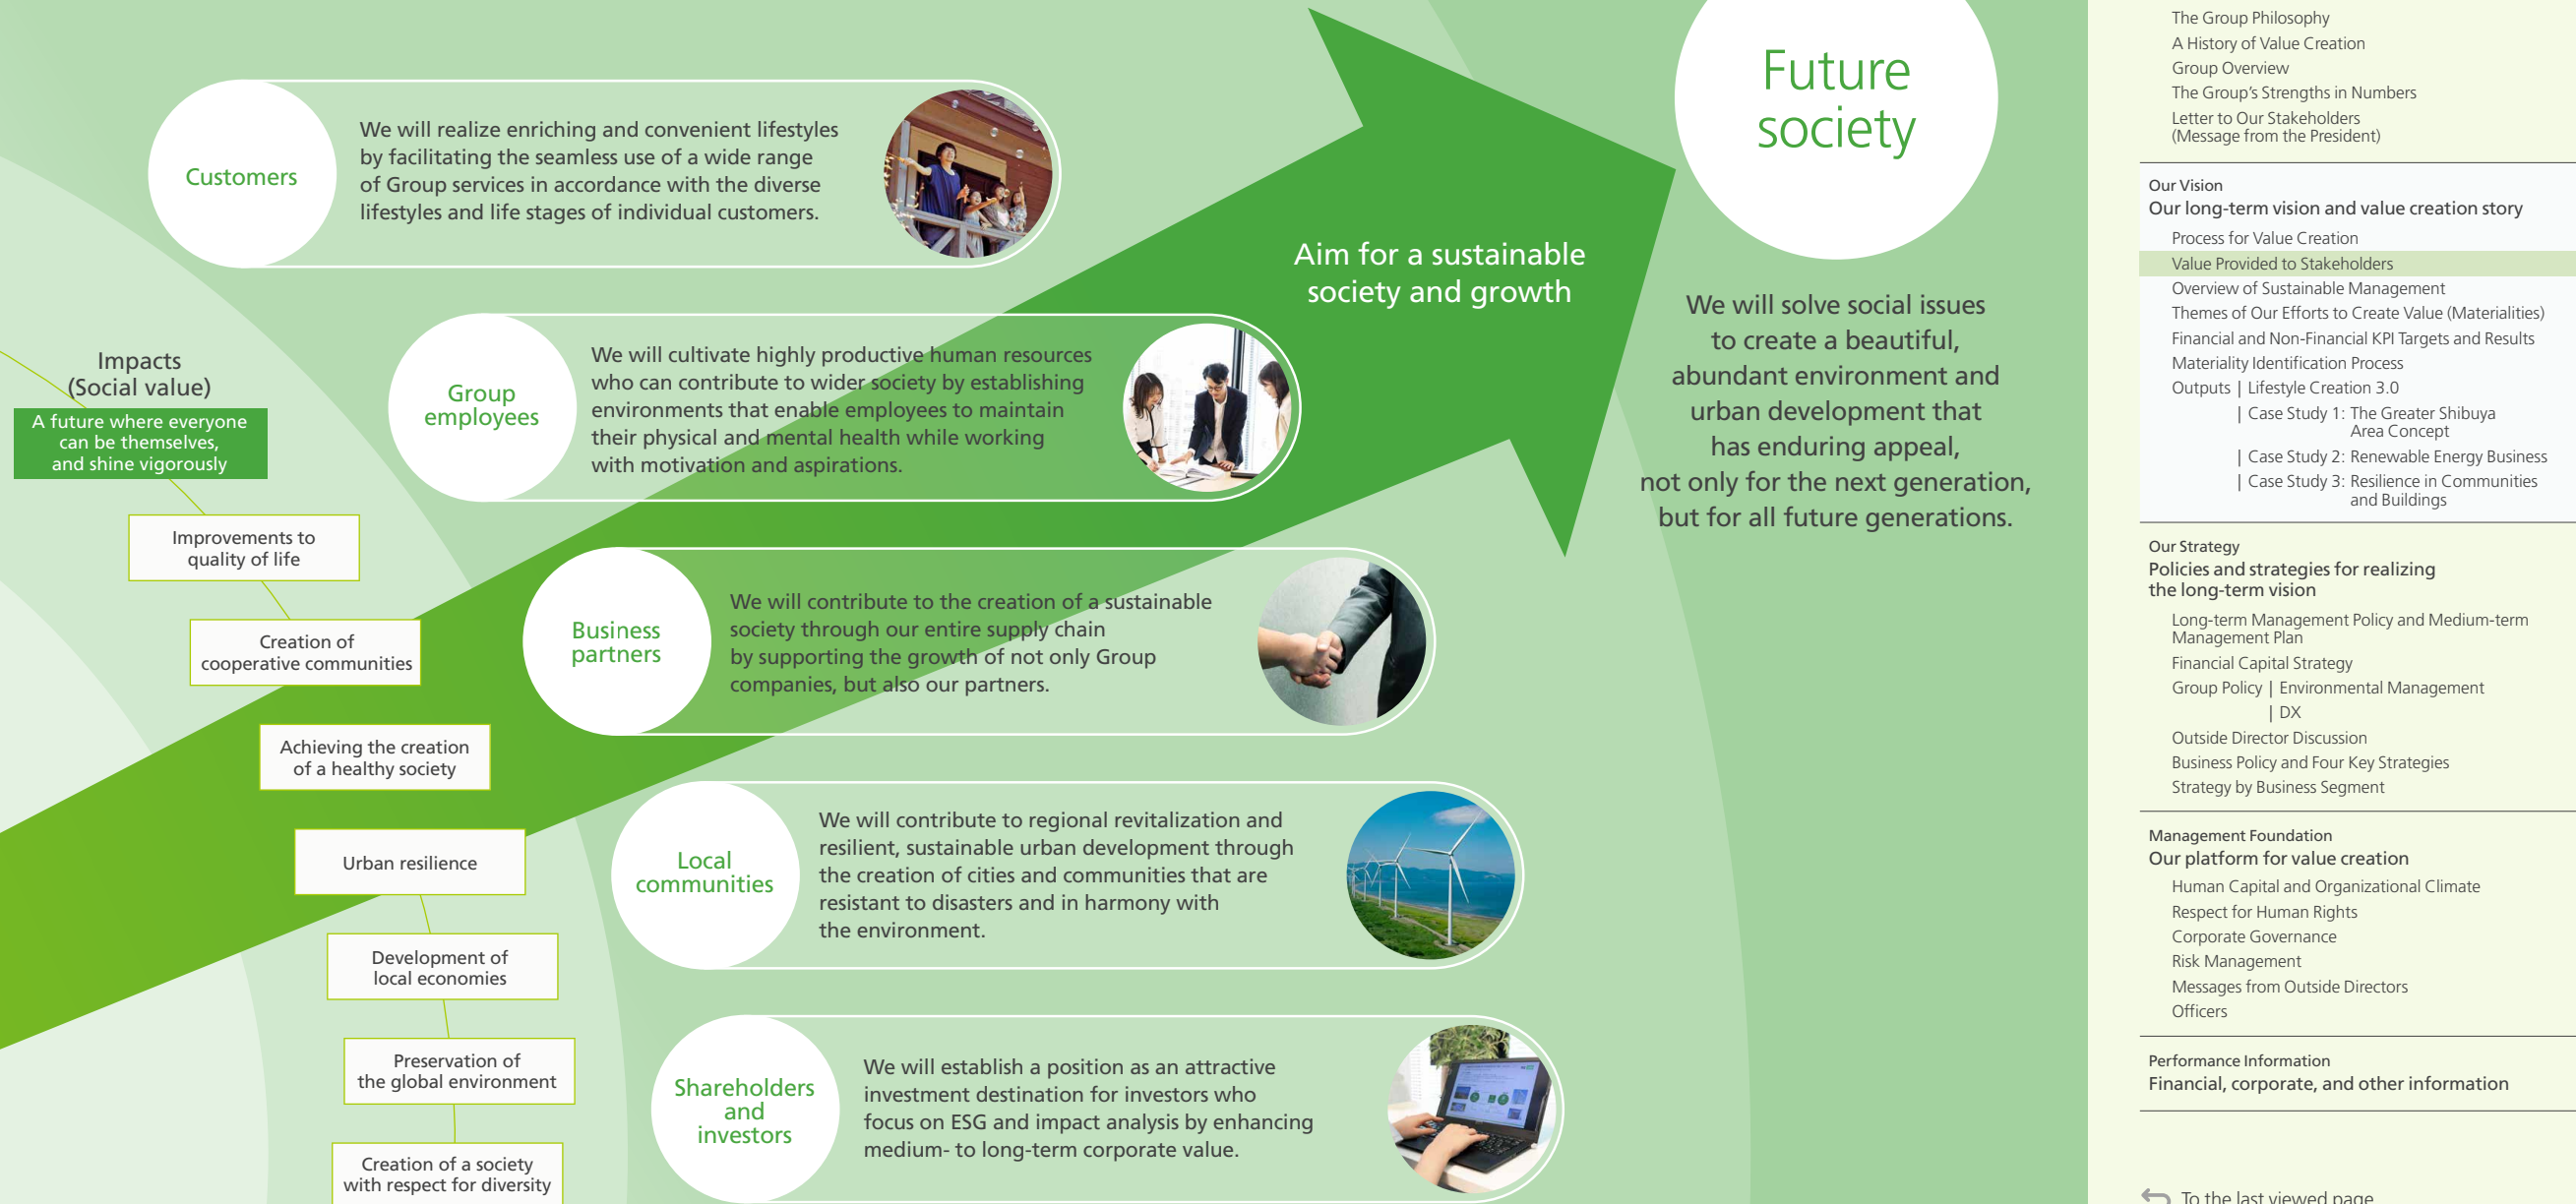 Customers
We will realize enriching and convenient lifestyles
by facilitating the seamless use of a wide range
of Group services in accordance with the diverse
lifestyles and life stages of individual customers.
Group
employees
We will cultivate highly productive human resources
who can contribute to wider society by establishing
environments that enable employees to maintain
their physical and mental health while working
with motivation and aspirations.
Business
partners
We will contribute to the creation of a sustainable
society through our entire supply chain
by supporting the growth of not only Group
companies, but also our partners.
Local
communities
We will contribute to regional revitalization and
resilient, sustainable urban development through
the creation of cities and communities that are
resistant to disasters and in harmony with
the environment.
Shareholders
and
investors
We will establish a position as an attractive
investment destination for investors who
focus on ESG and impact analysis by enhancing
medium- to long-term corporate value.
Impacts
(Social value)
A future where everyone
can be themselves,
and shine vigorously
Improvements to
quality of life
Creation of
cooperative communities
Achieving the creation
of a healthy society
Urban resilience
Development of
local economies
Preservation of
the global environment
Creation of a society
with respect for diversity
Aim for a sustainable
society and growth
Future
society
We will solve social issues
to create a beautiful,
abundant environment and
urban development that
has enduring appeal,
not only for the next generation,
but for all future generations.
The Group Philosophy
A History of Value Creation
Group Overview
The Group's Strengths in Numbers
Letter to Our Stakeholders
(Message from the President)
Our Vision
Our long-term vision and value creation story
Process for Value Creation
Value Provided to Stakeholders
Overview of Sustainable Management
Themes of Our Efforts to Create Value (Materialities)
Financial and Non-Financial KPI Targets and Results
Materiality Identification Process
Outputs | Lifestyle Creation 3.0
| Case Study 1: The Greater Shibuya
Area Concept
| Case Study 2: Renewable Energy Business
| Case Study 3: Resilience in Communities
and Buildings
Our Strategy
Policies and strategies for realizing
the long-term vision
Long-term Management Policy and Medium-term
Management Plan
Financial Capital Strategy
Group Policy | Environmental Management
| DX
Outside Director Discussion
Business Policy and Four Key Strategies
Strategy by Business Segment
Management Foundation
Our platform for value creation
Human Capital and Organizational Climate
Respect for Human Rights
Corporate Governance
Risk Management
Messages from Outside Directors
Officers
Performance Information
Financial, corporate, and other information
To the last viewed page